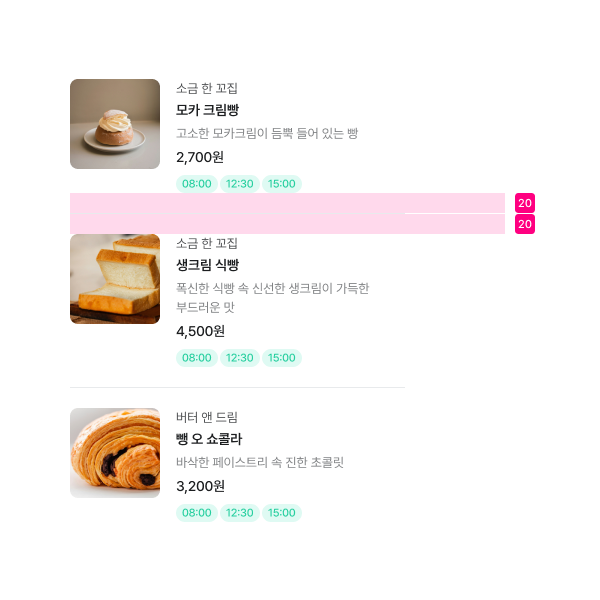 소금 한 꼬집
모카 크림빵
고소한 모카크림이 듬뿍 들어 있는 빵
2,700원
08:00 12:30 15:00
20
20
소금 한 꼬집
생크림 식빵
폭신한 식빵 속 신선한 생크림이 가득한
부드러운 맛
4,500원
08:00 12:30 15:00
버터 앤 드림
뺑 오 쇼콜라
바삭한 페이스트리 속 진한 초콜릿
3,200원
08:00 12:30 15:00